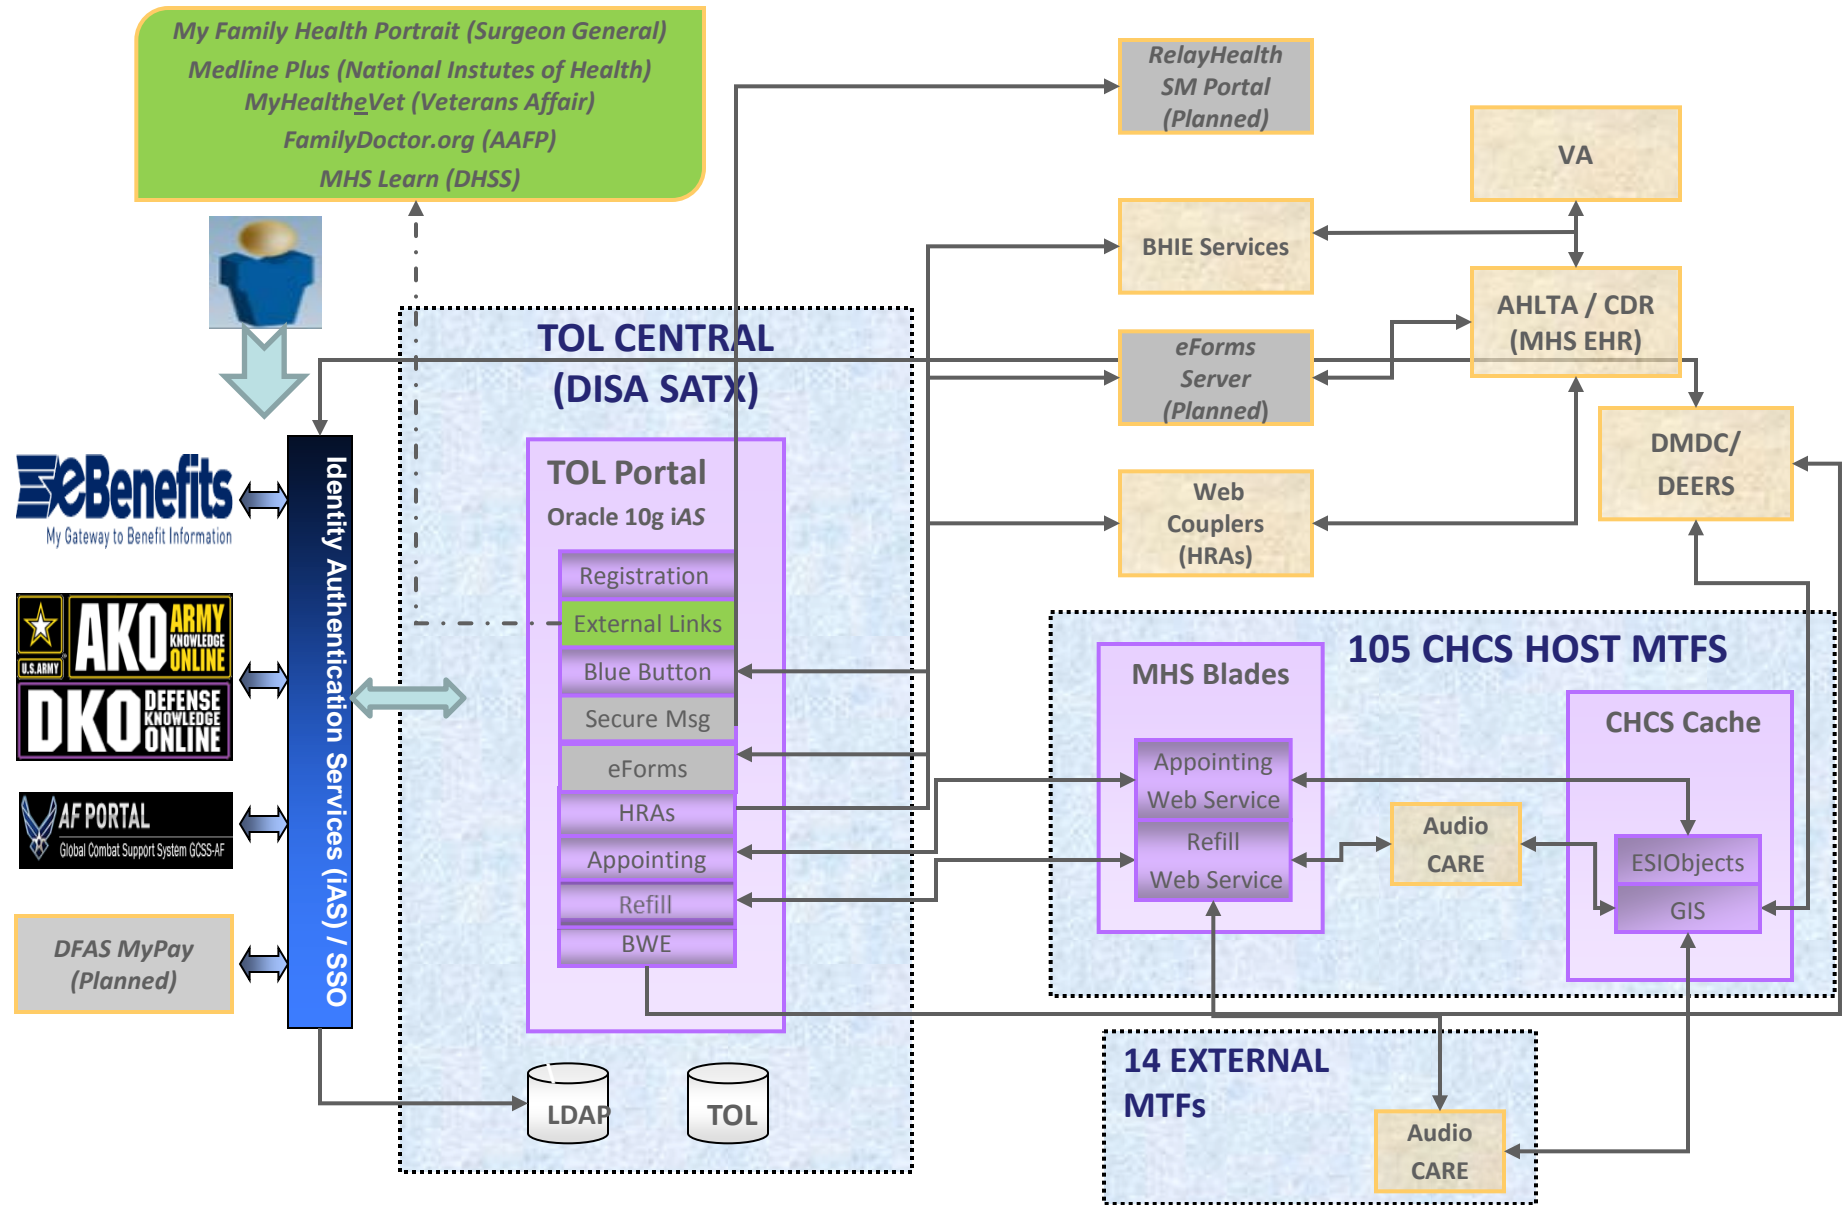 My Family Health Portrait (Surgeon General)
Medline Plus (National Instutes of Health)
MyHealtheVet (Veterans Affair)
FamilyDoctor.org (AAFP)
MHS Learn (DHSS)
RelayHealth
SM Portal
(Planned)
VA
BHIE Services
AHLTA / CDR
(MHS EHR)
eForms
Server
(Planned)
DMDC/
DEERS
Web
Couplers
(HRAs)
TOL CENTRAL
(DISA SATX)
TOL Portal
Oracle 10g iAS
Registration
External Links
Blue Button
Secure Msg
eForms
HRAs
Appointing
Refill
BWE
LDAP
TOL
Identity Authentication Services (iAS) / SSO
eBenefits
My Gateway to Benefit Information
U.S.ARMY
AKO
ARMY
KNOWLEDGE
ONLINE
DKO
DEFENSE
KNOWLEDGE
ONLINE
AF PORTAL
Global Combat Support System GCSS-AF
DFAS MyPay
(Planned)
105 CHCS HOST MTFS
MHS Blades
Appointing
Web Service
Refill
Web Service
Audio
CARE
CHCS Cache
ESIObjects
GIS
14 EXTERNAL
MTFs
Audio
CARE